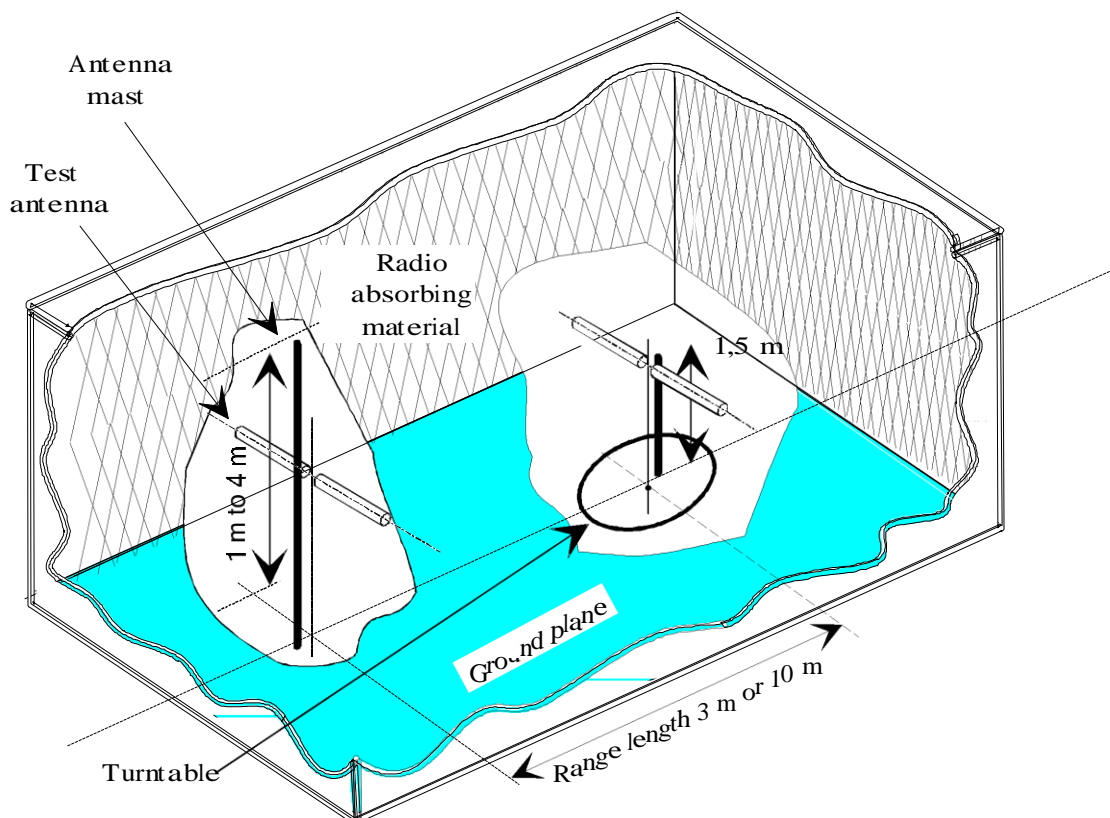 Antenna
mast
Test
antenna
Radio
absorbing
material
1,5 m
1 m to 4 m
Ground plane
Range length 3 m or 10 m
Turntable